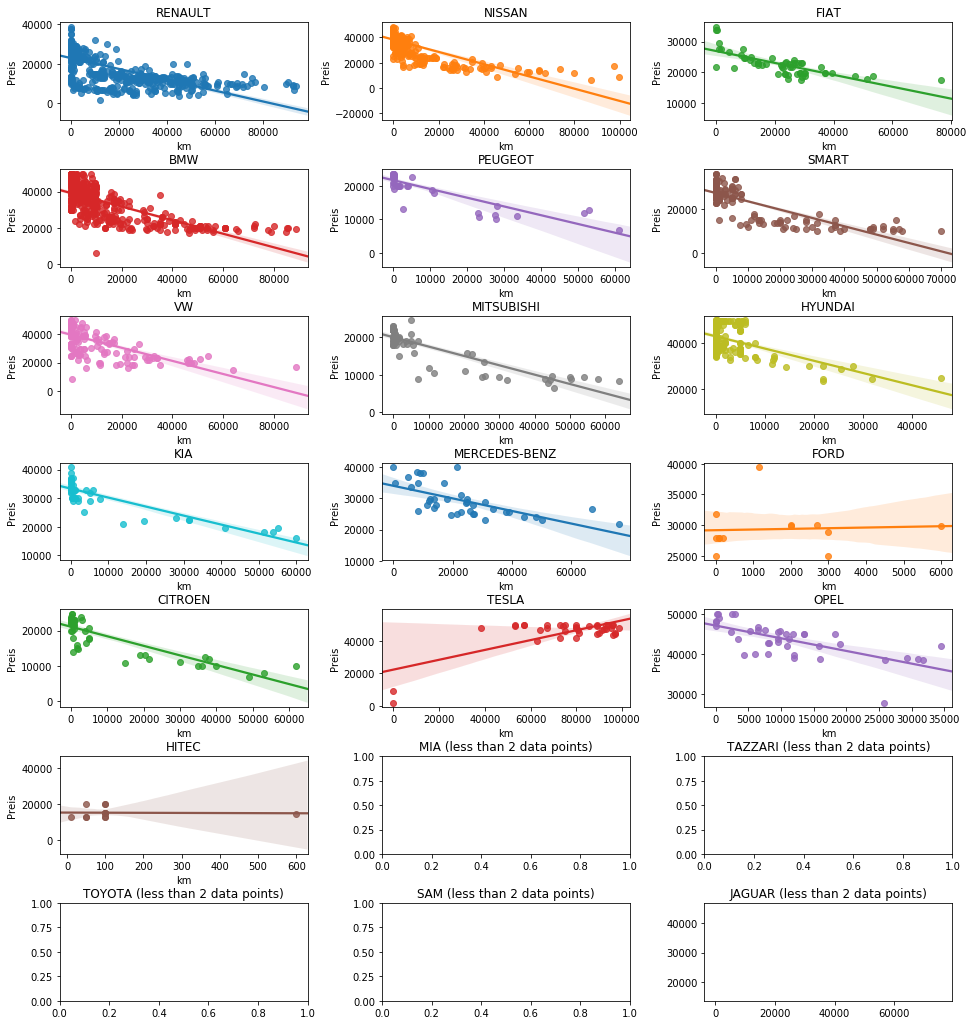 RENAULT
40000
20000
0
Preis
0 20000 40000 60000 80000
km
NISSAN
40000
20000
0
−20000
Preis
0 20000 40000 60000 80000 100000
km
FIAT
30000
20000
10000
Preis
0 20000 40000 60000 80000
km
BMW
40000
20000
0
Preis
0 20000 40000 60000 80000
km
PEUGEOT
20000
10000
0
Preis
0 10000 20000 30000 40000 50000 60000
km
SMART
20000
0
Preis
0 10000 20000 30000 40000 50000 60000 70000
km
VW
40000
20000
0
Preis
0 20000 40000 60000 80000
km
MITSUBISHI
20000
10000
0
Preis
0 10000 20000 30000 40000 50000 60000
km
HYUNDAI
40000
20000
Preis
0 10000 20000 30000 40000
km
KIA
40000
30000
20000
10000
Preis
0 10000 20000 30000 40000 50000 60000
km
MERCEDES-BENZ
40000
30000
20000
10000
Preis
0 20000 40000 60000
km
FORD
40000
35000
30000
25000
Preis
0 1000 2000 3000 4000 5000 6000
km
CITROEN
20000
10000
0
Preis
0 10000 20000 30000 40000 50000 60000
km
TESLA
40000
20000
0
Preis
0 20000 40000 60000 80000 100000
km
OPEL
50000
40000
30000
Preis
0 5000 10000 15000 20000 25000 30000 35000
km
HITEC
40000
20000
0
Preis
0 100 200 300 400 500 600
km
MIA (less than 2 data points)
1.00
0.75
0.50
0.25
0.00
0.0 0.2 0.4 0.6 0.8 1.0
TAZZARI (less than 2 data points)
1.00
0.75
0.50
0.25
0.00
0.0 0.2 0.4 0.6 0.8 1.0
TOYOTA (less than 2 data points)
1.00
0.75
0.50
0.25
0.00
0.0 0.2 0.4 0.6 0.8 1.0
SAM (less than 2 data points)
1.00
0.75
0.50
0.25
0.00
0.0 0.2 0.4 0.6 0.8 1.0
JAGUAR (less than 2 data points)
40000
30000
20000
20000 40000 60000